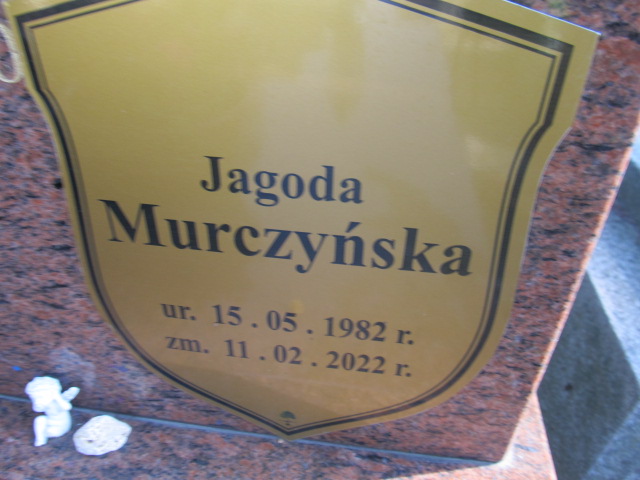 Jagoda
Murczyńska
ur. 15.05.1982 r.
zm. 11.02.2022 r.